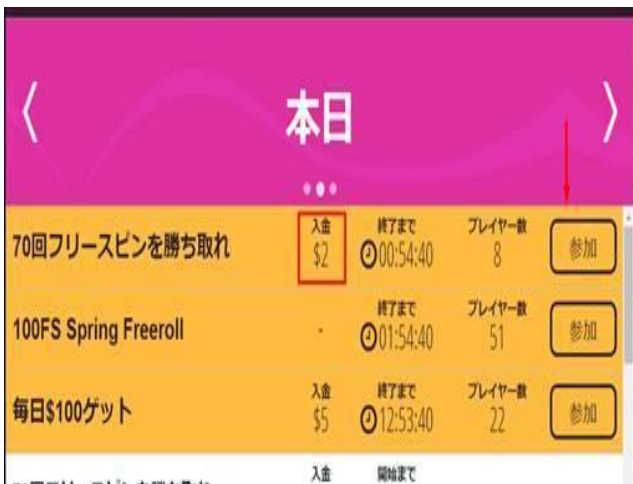 本日
70回フリースピンを勝ち取れ
入金
$2
終了まで
00:54:40
プレイヤー数
8
参加
100FS Spring Freeroll
-
終了まで
01:54:40
プレイヤー数
51
参加
毎日$100ゲット
入金
$5
終了まで
12:53:40
プレイヤー数
22
参加
入金
開始まで